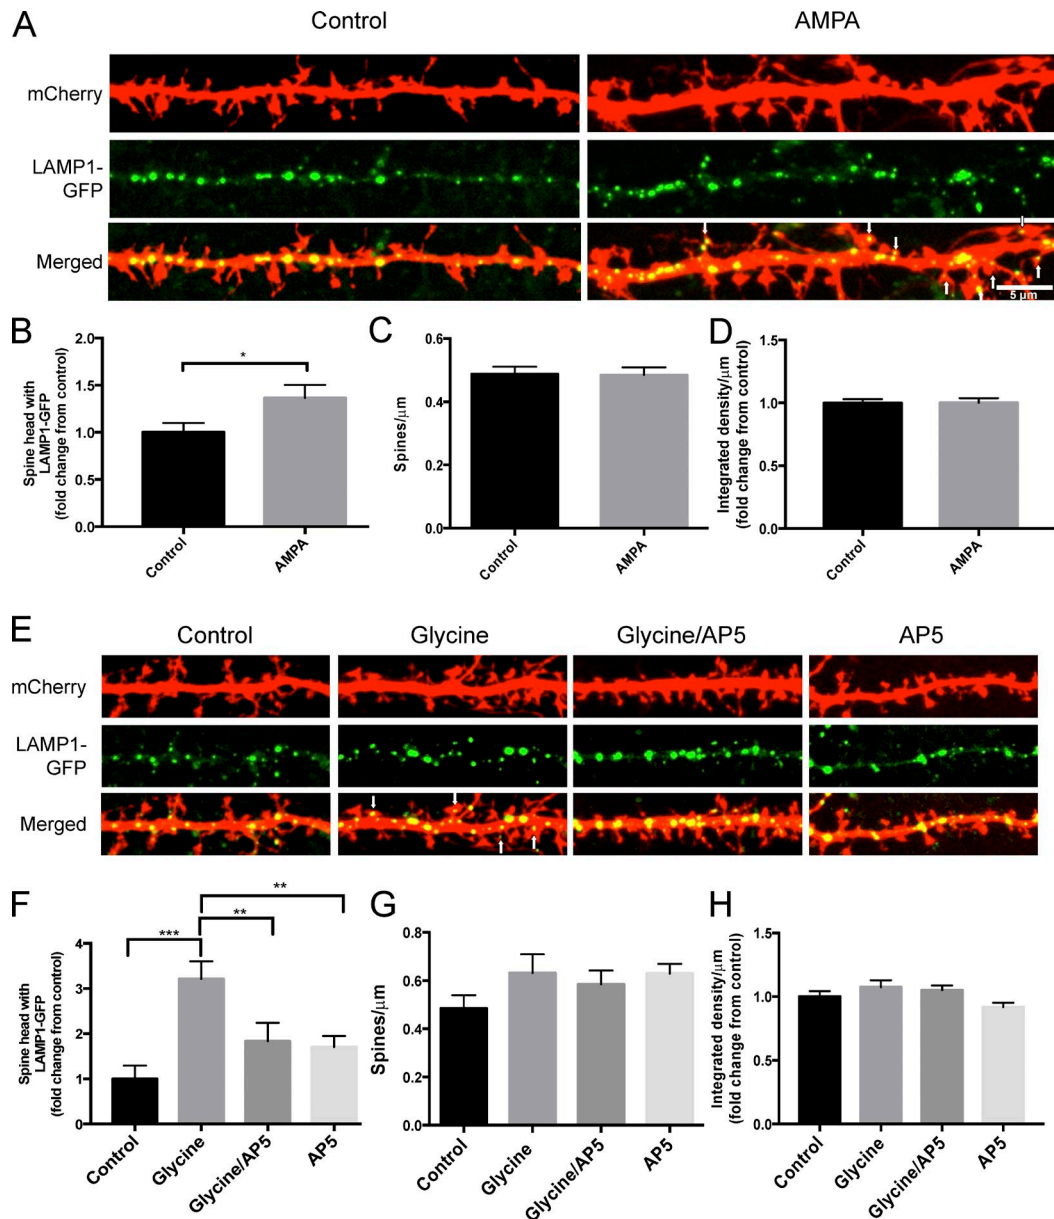 A
Control
AMPA
mCherry
LAMP1-
GFP
Merged
5 μm
B
Spine head with
LAMP1-GFP
(fold change from control)
2.0
1.5
1.0
0.5
0.0
*
Control
AMPA
C
Spines/μm
0.6
0.4
0.2
0.0
Control
AMPA
D
Integrated density/μm
(fold change from control)
1.5
1.0
0.5
0.0
Control
AMPA
E
Control
Glycine
Glycine/AP5
AP5
mCherry
LAMP1-
GFP
Merged
F
Spine head with
LAMP1-GFP
(fold change from control)
4
3
2
1
0
***
**
**
Control
Glycine
Glycine/AP5
AP5
G
Spines/μm
0.8
0.6
0.4
0.2
0.0
Control
Glycine
Glycine/AP5
AP5
H
Integrated density/μm
(fold change from control)
1.5
1.0
0.5
0.0
Control
Glycine
Glycine/AP5
AP5